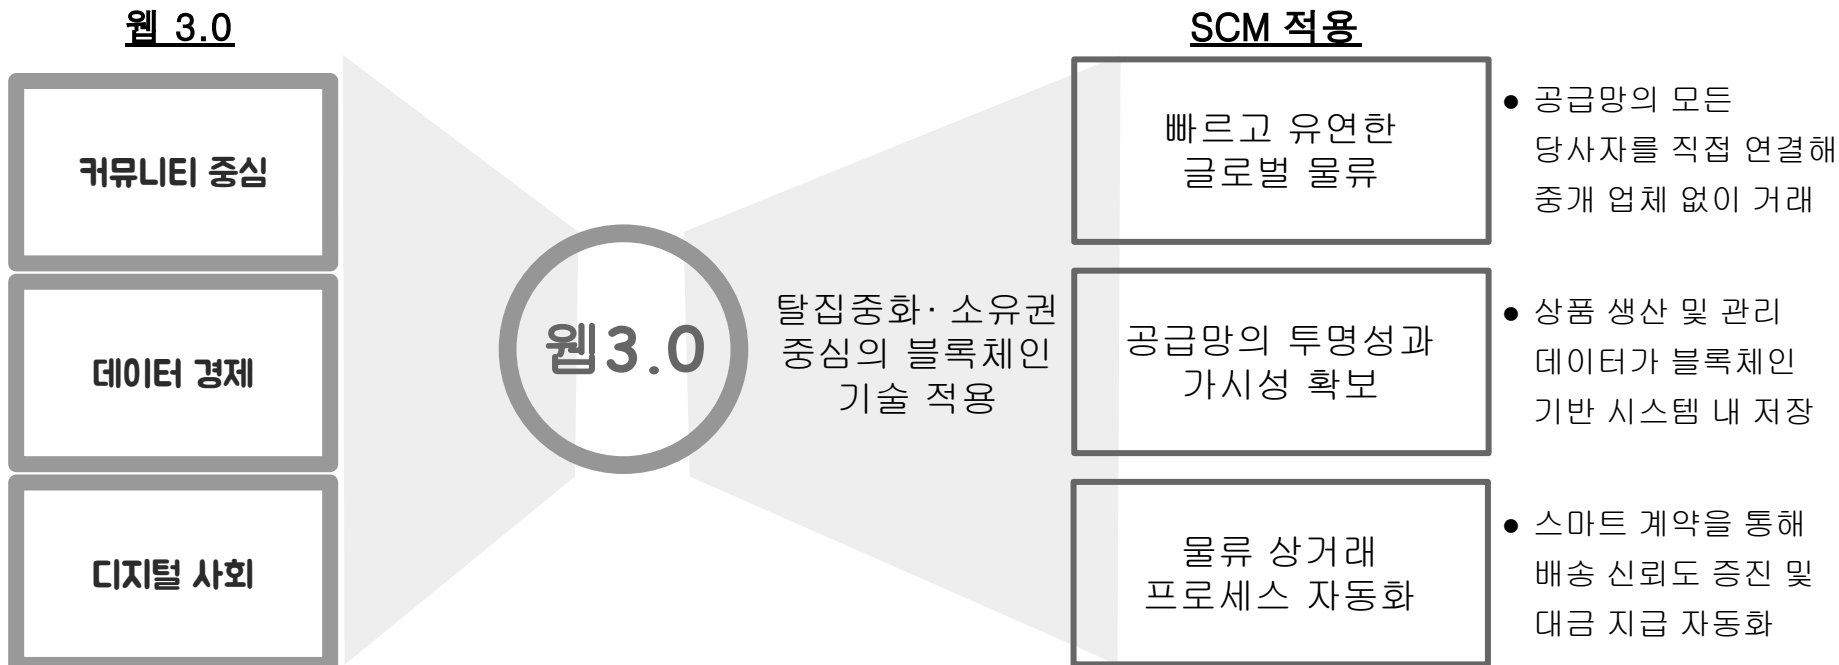 웹 3.0
커뮤니티 중심
데이터 경제
디지털 사회
웹3.0
탈집중화· 소유권
중심의 블록체인
기술 적용
SCM 적용
빠르고 유연한
글로벌 물류
● 공급망의 모든
당사자를 직접 연결해
중개 업체 없이 거래
공급망의 투명성과
가시성 확보
● 상품 생산 및 관리
데이터가 블록체인
기반 시스템 내 저장
물류 상거래
프로세스 자동화
● 스마트 계약을 통해
배송 신뢰도 증진 및
대금 지급 자동화